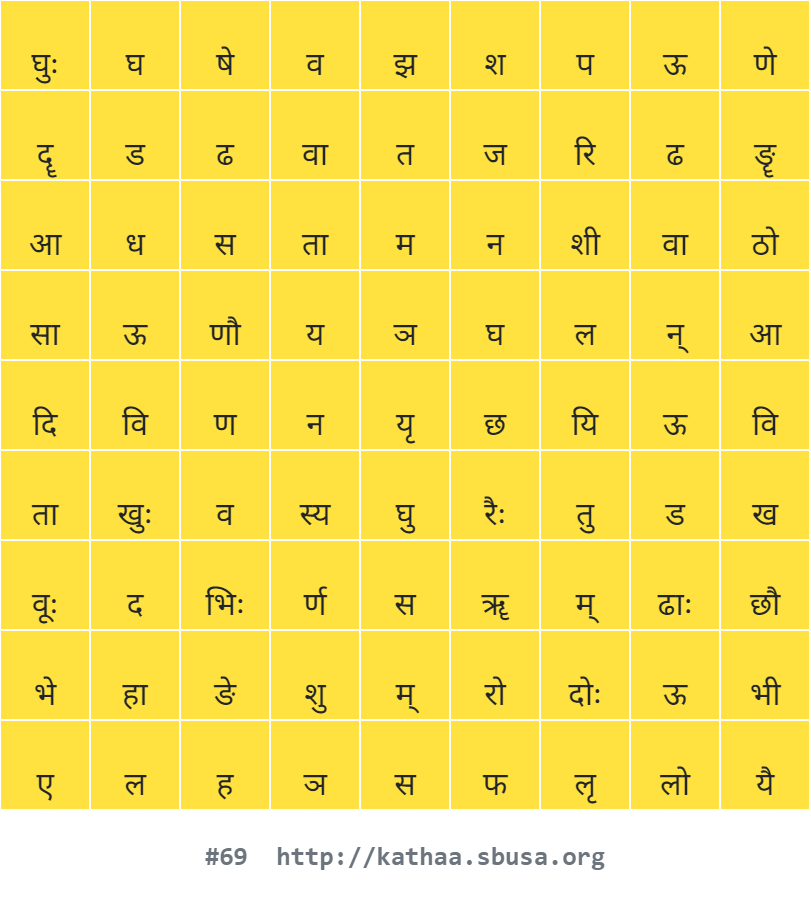 घुः घ षे व झ श प ऊ णे
दॄ ड ढ वा त ज रि ढ ङॄ
आ ध स ता म न शी वा ठो
सा ऊ णौ य ञ घ ल न् आ
दि वि ण न यृ छ यि ऊ वि
ता खुः व स्य घु रैः तु ड ख
वूः द भिः र्ण स ॠ म् ढाः छौ
भे हा ङे शु म् रो दोः ऊ भी
ए ल ह ञ स फ लृ लो यै
#69 http://kathaa.sbusa.org